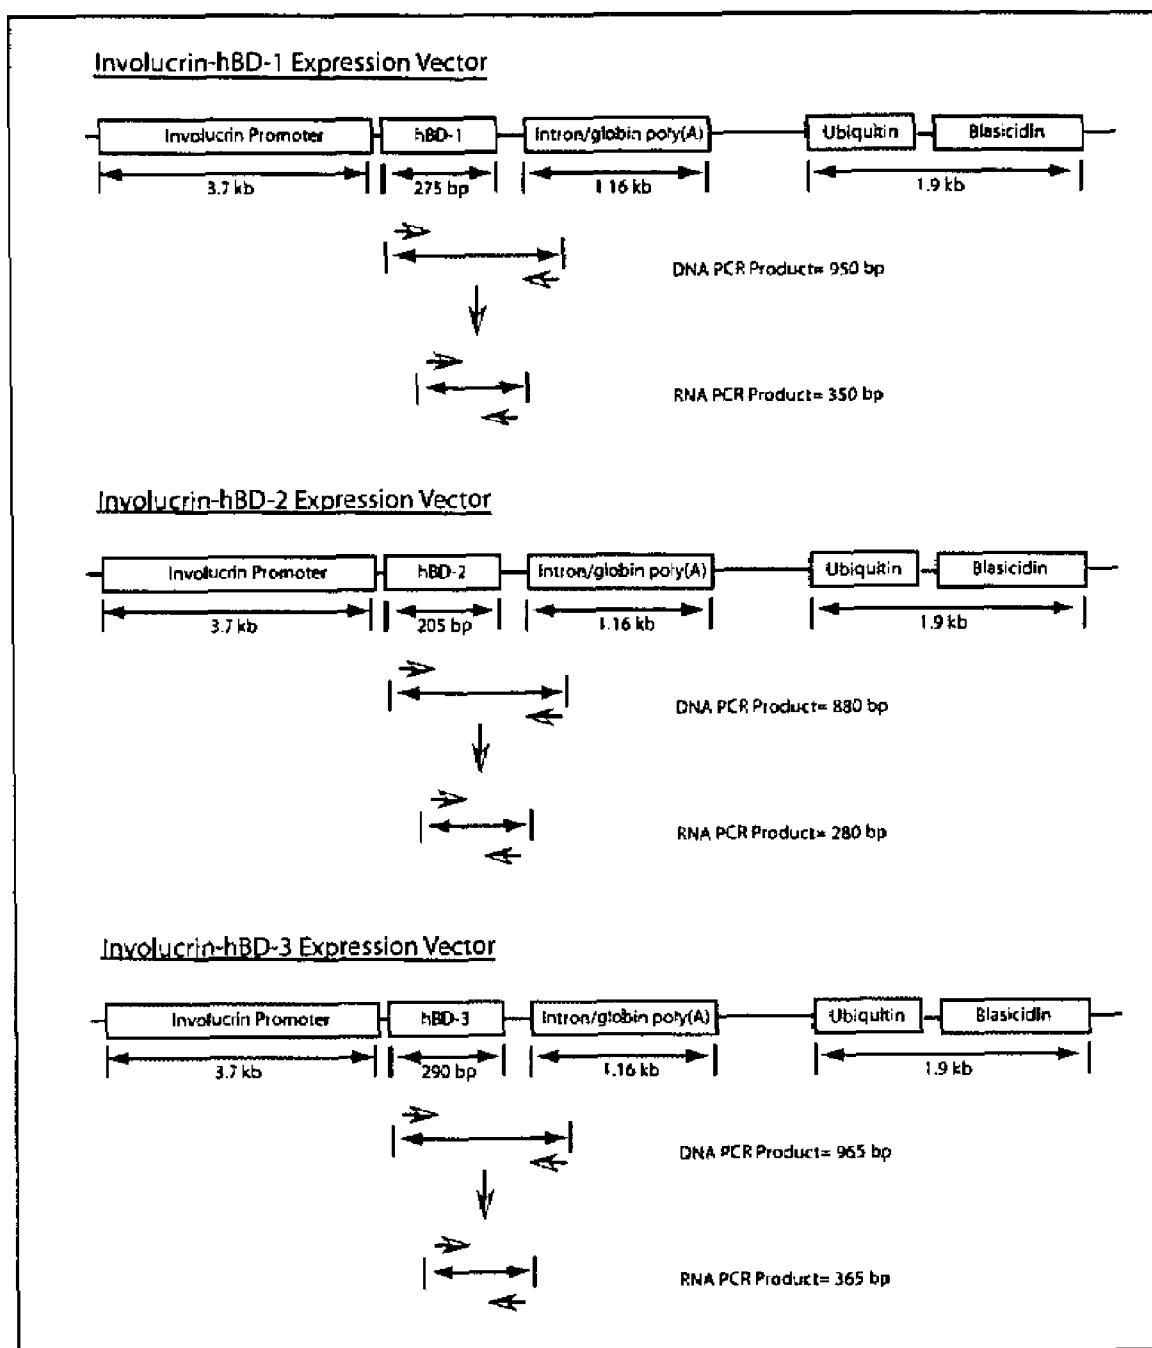 Involucrin-hBD-1 Expression Vector
Involucrin Promoter hBD-1 Intron/globin poly(A) Ubiquitin Blasicidin
3.7 kb 275 bp 1.16 kb 1.9 kb
DNA PCR Product= 950 bp
RNA PCR Product= 350 bp
Involucrin-hBD-2 Expression Vector
Involucrin Promoter hBD-2 Intron/globin poly(A) Ubiquitin Blasicidin
3.7 kb 205 bp 1.16 kb 1.9 kb
DNA PCR Product= 880 bp
RNA PCR Product= 280 bp
Involucrin-hBD-3 Expression Vector
Involucrin Promoter hBD-3 Intron/globin poly(A) Ubiquitin Blasicidin
3.7 kb 290 bp 1.16 kb 1.9 kb
DNA PCR Product= 965 bp
RNA PCR Product= 365 bp